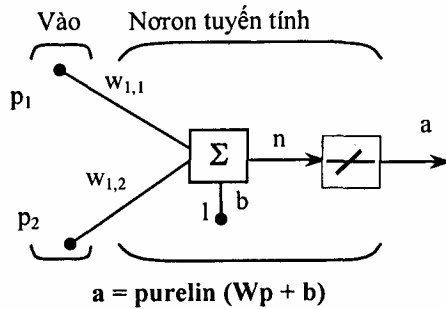 Vào Nơron tuyến tính
p1 w1,1
Σ n a
w1,2
1 b
p2
a = purelin (Wp + b)